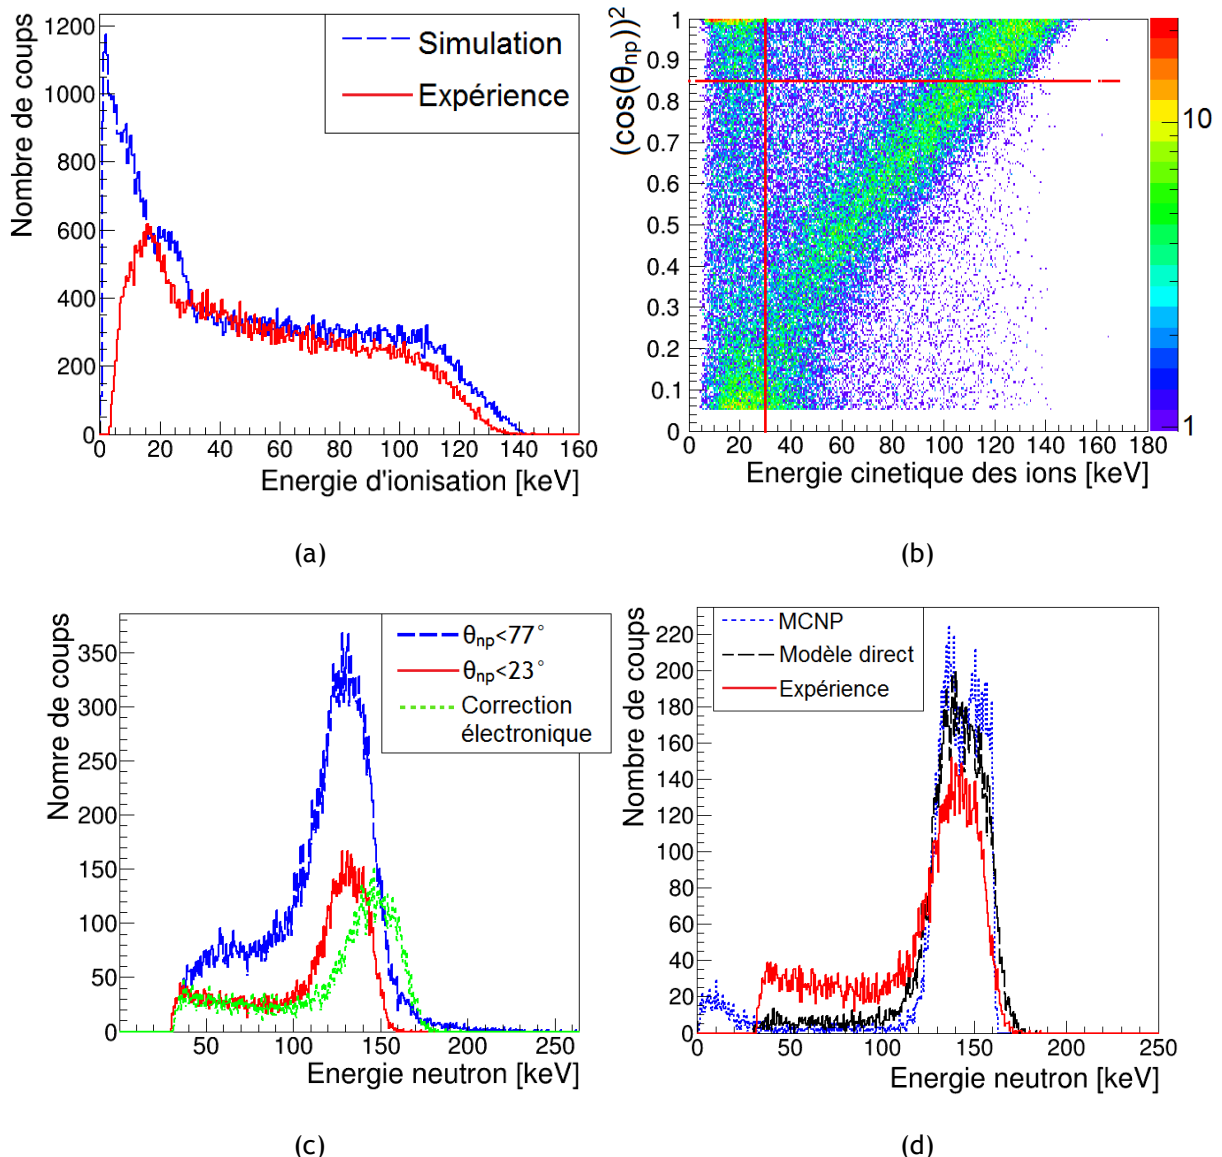 Nombre de coups
1200
1000
800
600
400
200
0
Simulation
Expérience
0 20 40 60 80 100 120 140 160
Energie d'ionisation [keV]
(a)
(cos(θnp))²
1
0.9
0.8
0.7
0.6
0.5
0.4
0.3
0.2
0.1
0
0 20 40 60 80 100 120 140 160 180
Energie cinetique des ions [keV]
10
1
(b)
Nomre de coups
350
300
250
200
150
100
50
0
θnp<77°
θnp<23°
Correction
électronique
50 100 150 200 250
Energie neutron [keV]
(c)
Nombre de coups
220
200
180
160
140
120
100
80
60
40
20
0
MCNP
Modèle direct
Expérience
0 50 100 150 200 250
Energie neutron [keV]
(d)